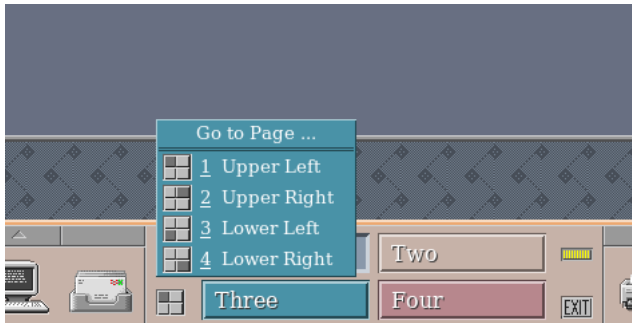 Go to Page ...
1 Upper Left
2 Upper Right
3 Lower Left
4 Lower Right
Two
Three
Four
EXIT